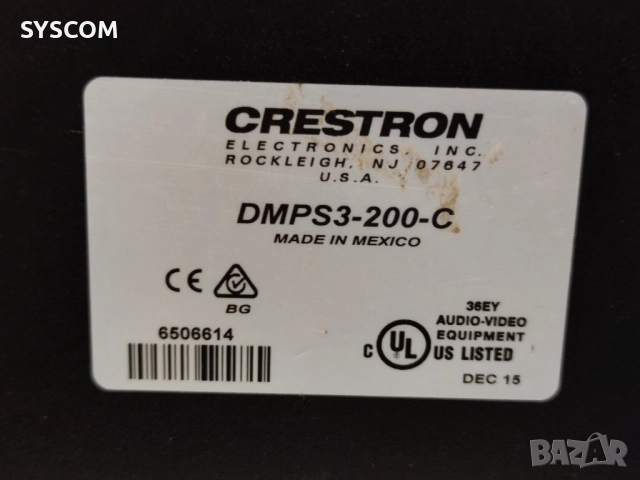 SYSCOM
CRESTRON
ELECTRONICS, INC.
ROCKLEIGH, NJ 07647
U.S.A.
DMPS3-200-C
MADE IN MEXICO
CE
BG
6506614
36EY
AUDIO-VIDEO
EQUIPMENT
C UL US LISTED
DEC 15
BAZAR